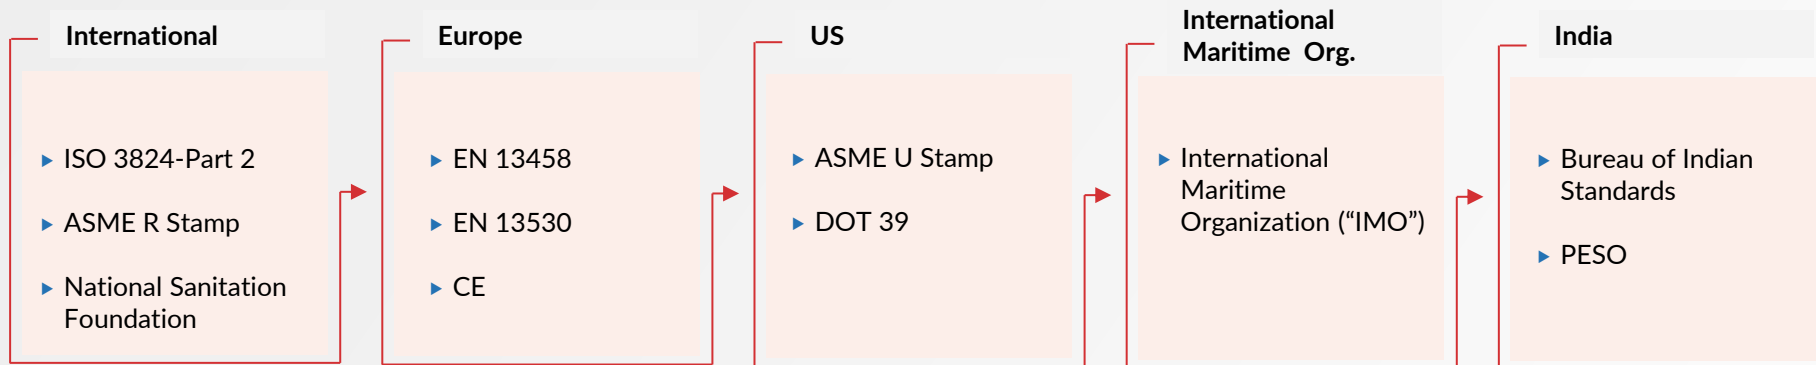 International
ISO 3824-Part 2
ASME R Stamp
National Sanitation
Foundation
Europe
EN 13458
EN 13530
CE
US
ASME U Stamp
DOT 39
International
Maritime Org.
International
Maritime
Organization (“IMO”)
India
Bureau of Indian
Standards
PESO